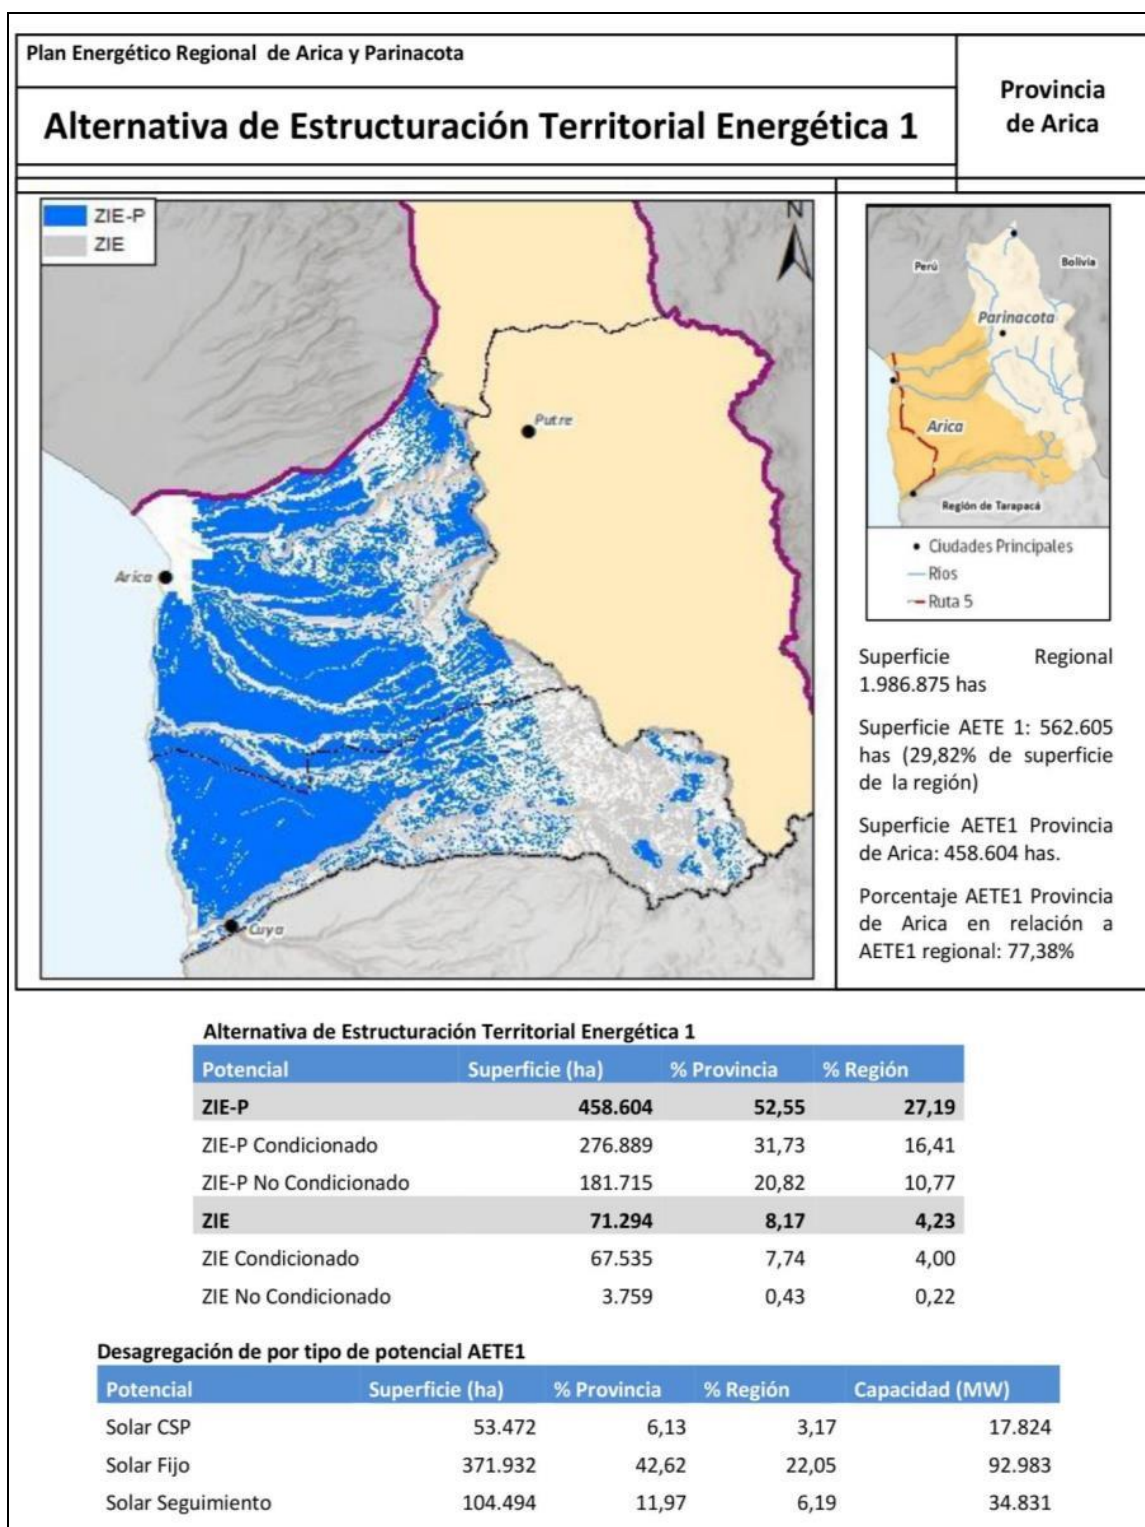 Plan Energético Regional  de Arica y Parinacota
Alternativa de Estructuración Territorial Energética 1
Provincia
de Arica
ZIE-P
ZIE
N
Putre
Arica
Cuya
Perú
Bolivia
Parinacota
Arica
Región de Tarapacá
Ciudades Principales
Ríos
Ruta 5
Superficie Regional
1.986.875 has
Superficie AETE 1: 562.605
has (29,82% de superficie
de la región)
Superficie AETE1 Provincia
de Arica: 458.604 has.
Porcentaje AETE1 Provincia
de Arica en relación a
AETE1 regional: 77,38%
Alternativa de Estructuración Territorial Energética 1
Potencial Superficie (ha) % Provincia % Región
ZIE-P 458.604 52,55 27,19
ZIE-P Condicionado 276.889 31,73 16,41
ZIE-P No Condicionado 181.715 20,82 10,77
ZIE 71.294 8,17 4,23
ZIE Condicionado 67.535 7,74 4,00
ZIE No Condicionado 3.759 0,43 0,22
Desagregación de por tipo de potencial AETE1
Potencial Superficie (ha) % Provincia % Región Capacidad (MW)
Solar CSP 53.472 6,13 3,17 17.824
Solar Fijo 371.932 42,62 22,05 92.983
Solar Seguimiento 104.494 11,97 6,19 34.831